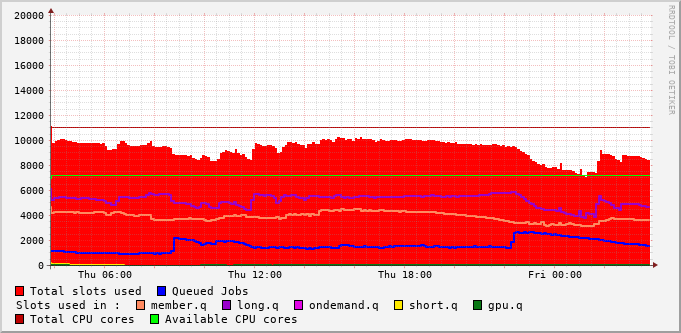 20000
18000
16000
14000
12000
10000
8000
6000
4000
2000
0
Thu 06:00 Thu 12:00 Thu 18:00 Fri 00:00
RRDTOOL / TOBI OETIKER
Total slots used Queued Jobs
Slots used in : member.q long.q ondemand.q short.q gpu.q
Total CPU cores Available CPU cores